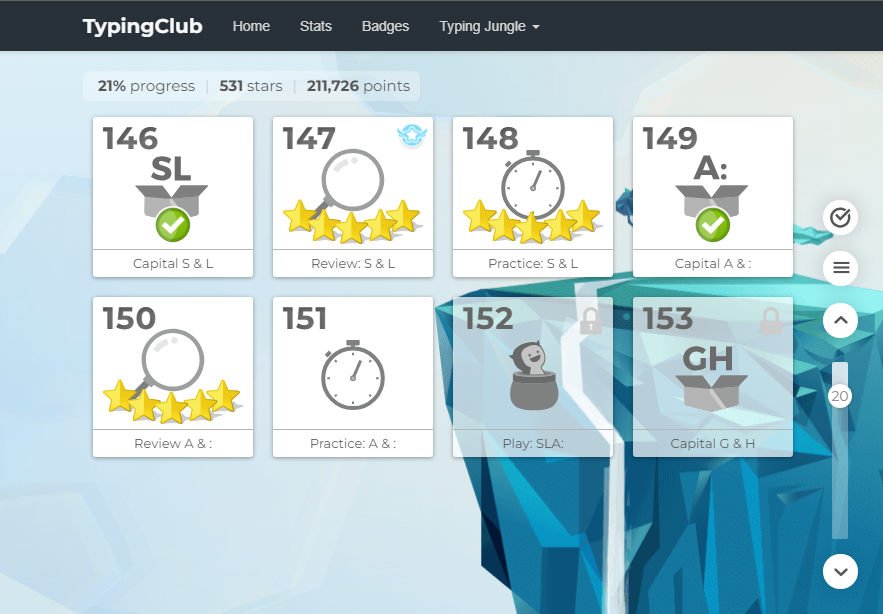 TypingClub Home Stats Badges Typing Jungle
21% progress 531 stars 211,726 points
146 147 148 149
SL A:
Capital S & L Review: S & L Practice: S & L Capital A & :
150 151 152 153
GH
Review A & : Practice: A & : Play: SLA: Capital G & H
20